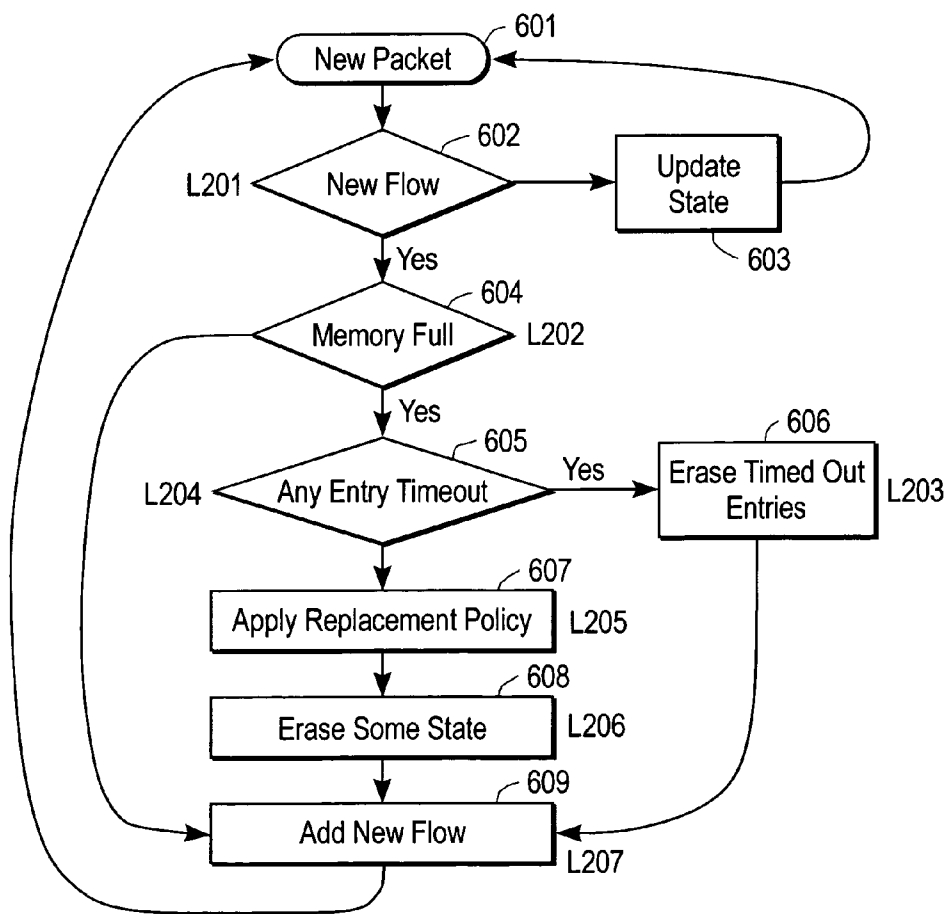 601
New Packet
602
L201
New Flow
Update
State
603
Yes
604
Memory Full
L202
Yes
605
606
L204
Any Entry Timeout
Yes
Erase Timed Out
Entries
L203
607
Apply Replacement Policy
L205
608
Erase Some State
L206
609
Add New Flow
L207